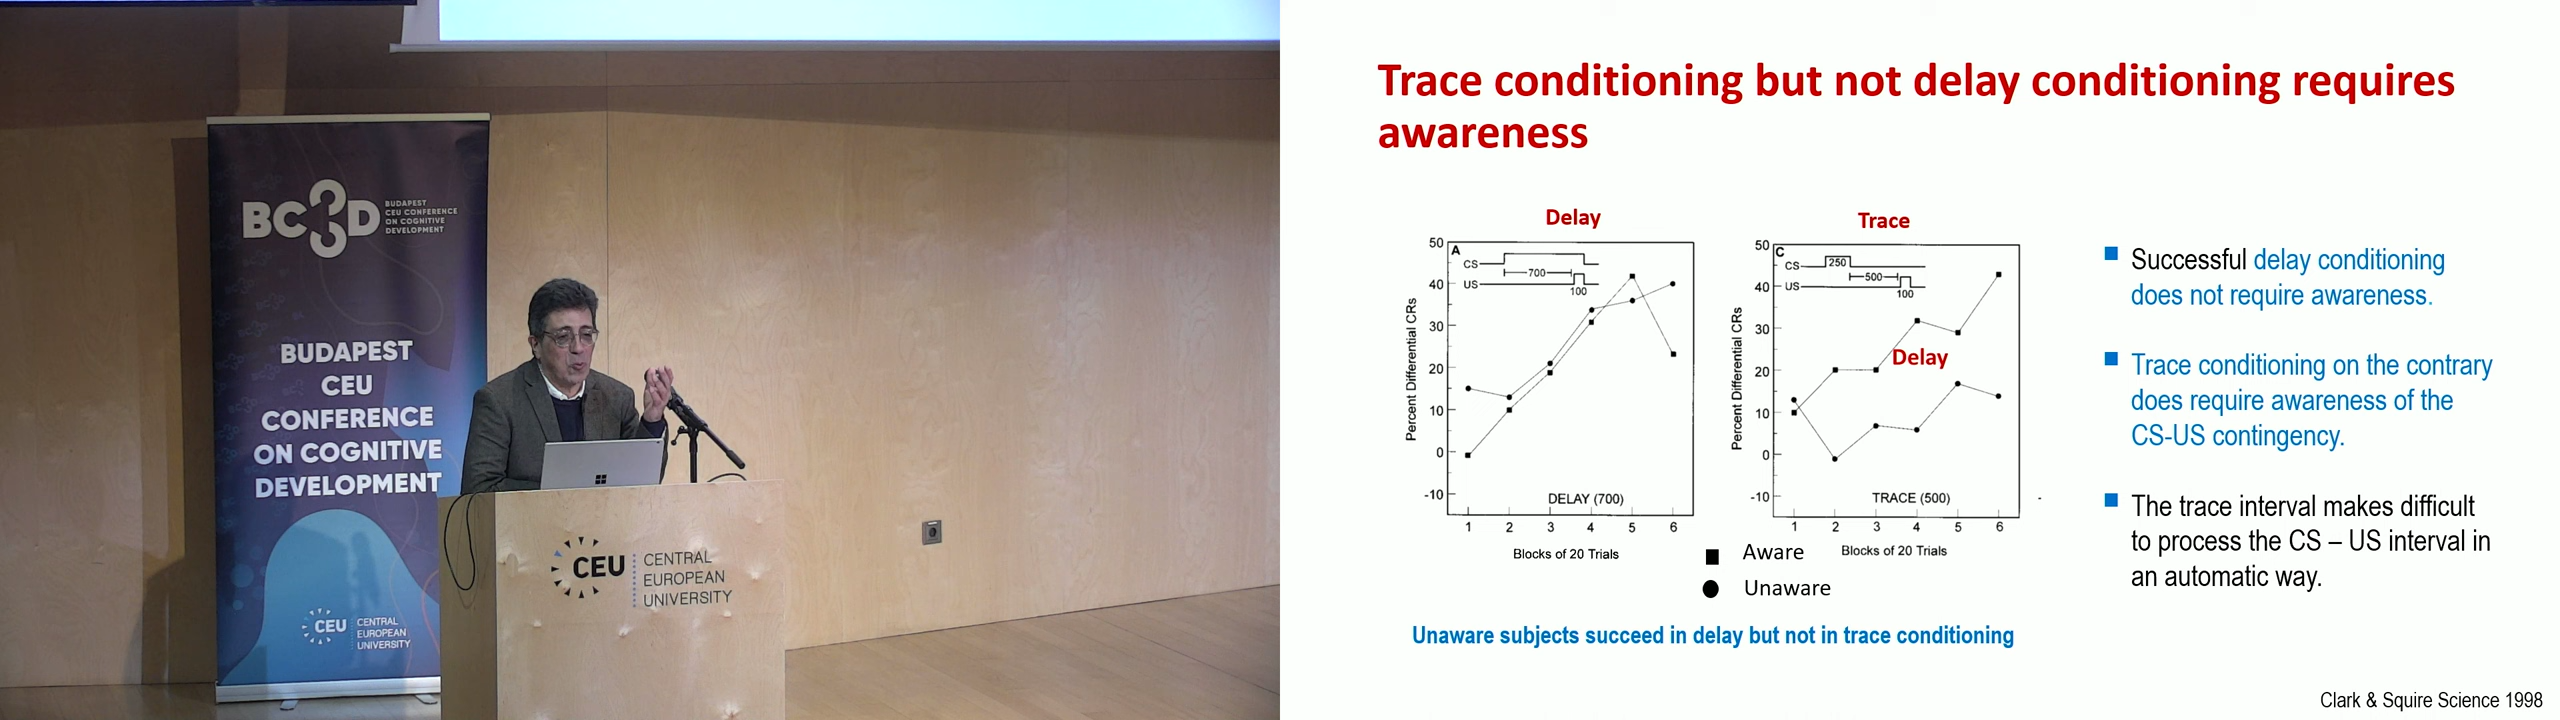 BC3D
BUDAPEST
CEU CONFERENCE
ON COGNITIVE
DEVELOPMENT
BUDAPEST
CEU
CONFERENCE
ON COGNITIVE
DEVELOPMENT
CEU
CENTRAL
EUROPEAN
UNIVERSITY
CEU
CENTRAL
EUROPEAN
UNIVERSITY
Trace conditioning but not delay conditioning requires
awareness
Delay
50
40
30
20
10
0
-10
Percent Differential CRs
A
CS
700
US
100
DELAY (700)
1 2 3 4 5 6
Blocks of 20 Trials
Trace
50
40
30
20
10
0
-10
Percent Differential CRs
C
CS
250
500
US
100
Delay
TRACE (500)
1 2 3 4 5 6
Blocks of 20 Trials
Aware
Unaware
Unaware subjects succeed in delay but not in trace conditioning
Successful delay conditioning
does not require awareness.
Trace conditioning on the contrary
does require awareness of the
CS-US contingency.
The trace interval makes difficult
to process the CS – US interval in
an automatic way.
Clark & Squire Science 1998